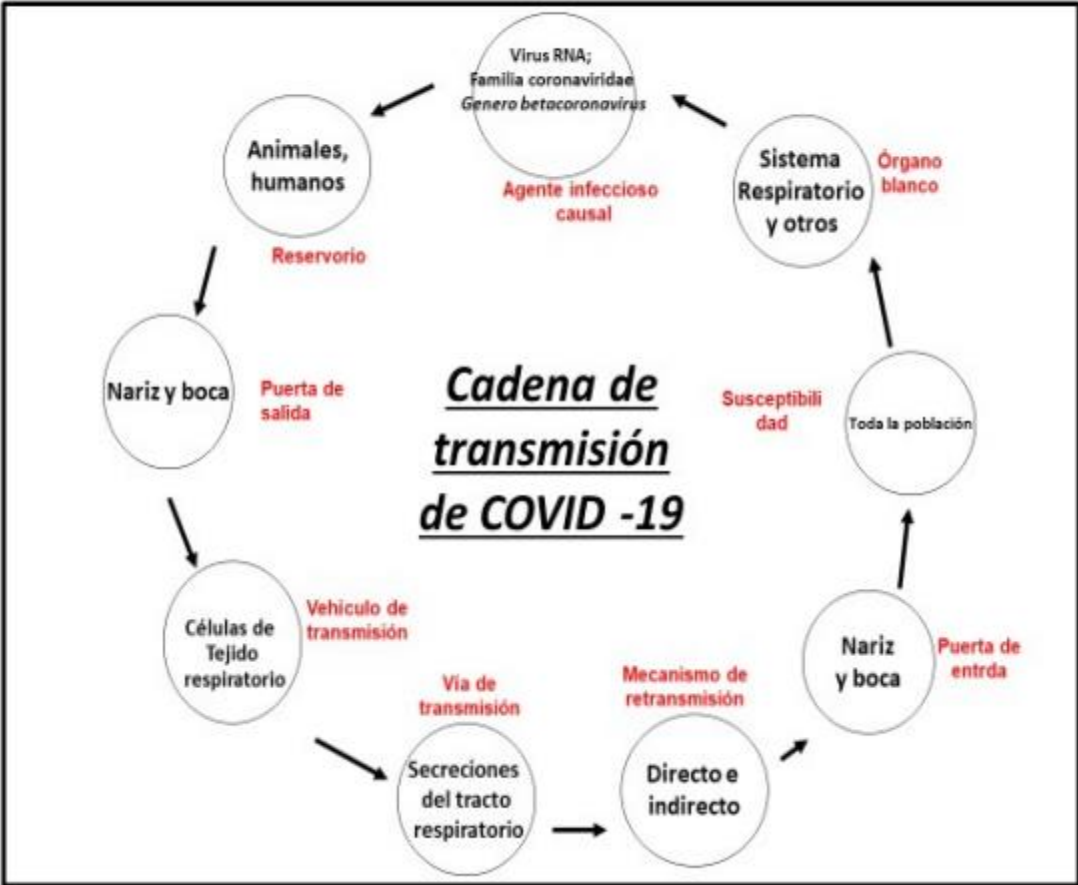 Virus RNA;
Familia coronaviridae
Genero betacoronavirus
Agente infeccioso
causal
Animales,
humanos
Reservorio
Nariz y boca
Puerta de
salida
Células de
Tejido
respiratorio
Vehiculo de
transmisión
Vía de
transmisión
Secreciones
del tracto
respiratorio
Mecanismo de
retransmisión
Directo e
indirecto
Nariz
y boca
Puerta de
entrda
Toda la población
Susceptibili
dad
Sistema
Respiratorio
y otros
Órgano
blanco
Cadena de
transmisión
de COVID -19